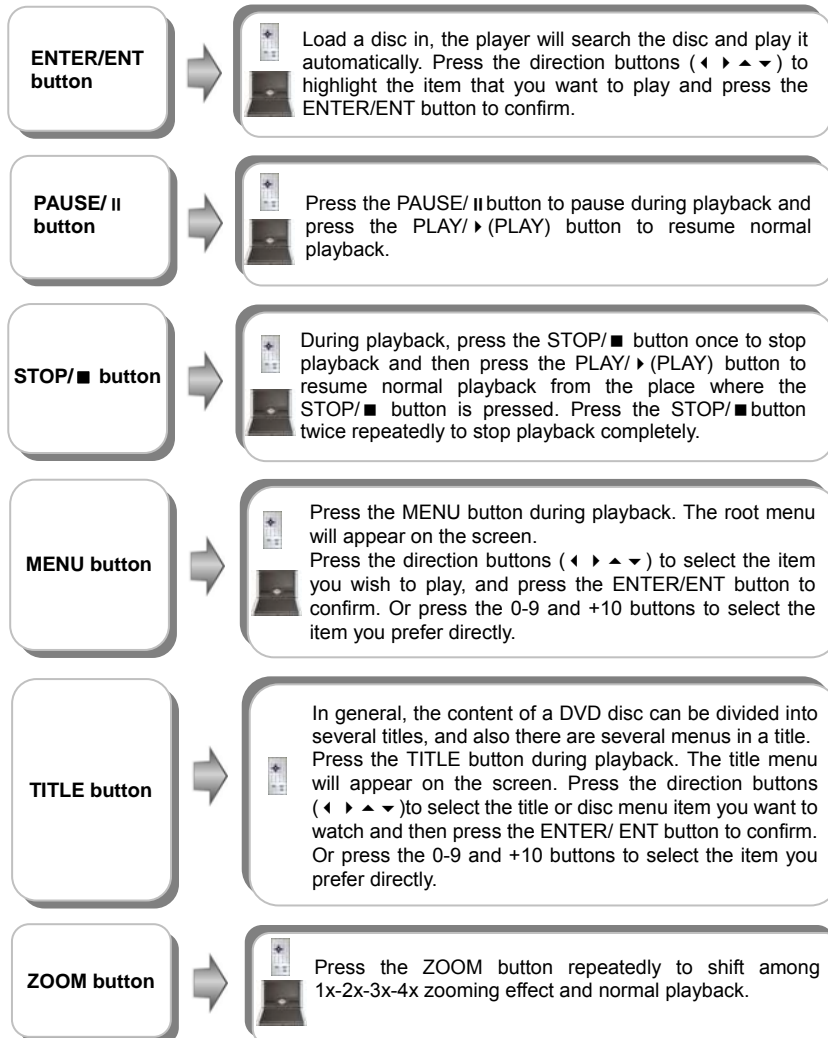 ENTER/ENT
button
Load a disc in, the player will search the disc and play it
automatically. Press the direction buttons (◂ ▸ ▴ ▾) to
highlight the item that you want to play and press the
ENTER/ENT button to confirm.
PAUSE/ ⅠⅠ
button
Press the PAUSE/ ⅠⅠ button to pause during playback and
press the PLAY/ ▸ (PLAY) button to resume normal
playback.
STOP/■ button
During playback, press the STOP/■ button once to stop
playback and then press the PLAY/ ▸ (PLAY) button to
resume normal playback from the place where the
STOP/■ button is pressed. Press the STOP/■button
twice repeatedly to stop playback completely.
MENU button
Press the MENU button during playback. The root menu
will appear on the screen.
Press the direction buttons (◂ ▸ ▴ ▾) to select the item
you wish to play, and press the ENTER/ENT button to
confirm. Or press the 0-9 and +10 buttons to select the
item you prefer directly.
TITLE button
In general, the content of a DVD disc can be divided into
several titles, and also there are several menus in a title.
Press the TITLE button during playback. The title menu
will appear on the screen. Press the direction buttons
(◂ ▸ ▴ ▾)to select the title or disc menu item you want to
watch and then press the ENTER/ ENT button to confirm.
Or press the 0-9 and +10 buttons to select the item you
prefer directly.
ZOOM button
Press the ZOOM button repeatedly to shift among
1x-2x-3x-4x zooming effect and normal playback.